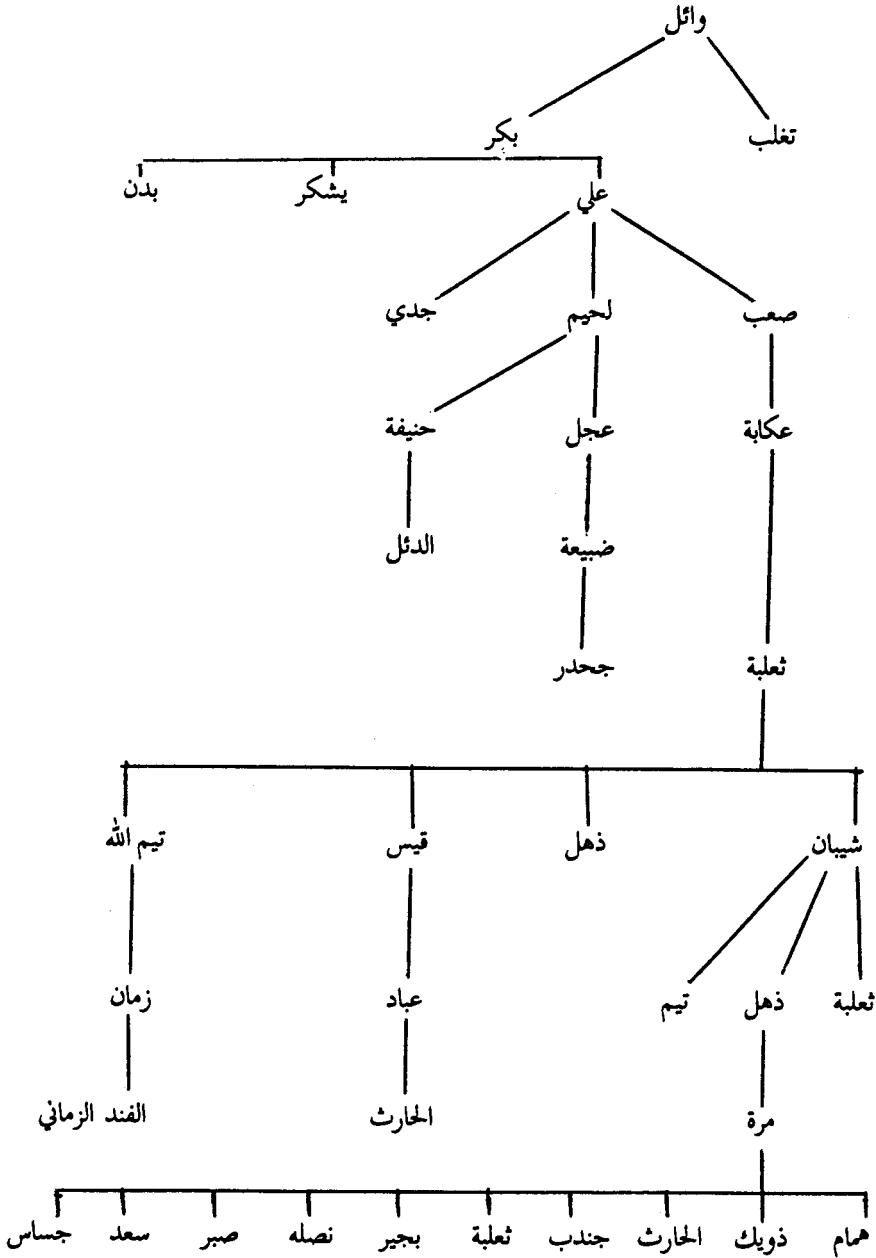 وائل
تغلب بكر
علي يشكر بدن
صعب لحيم جدي
عكابة عجل حنيفة
ضبيعة الدئل
ثعلبة جحدر
شيبان ذهل قيس تيم الله
ثعلبة ذهل تيم عباد زمان
مرة الحارث الفند الزماني
همام ذويك الحارث جندب ثعلبة بجير نصله صبر سعد جساس